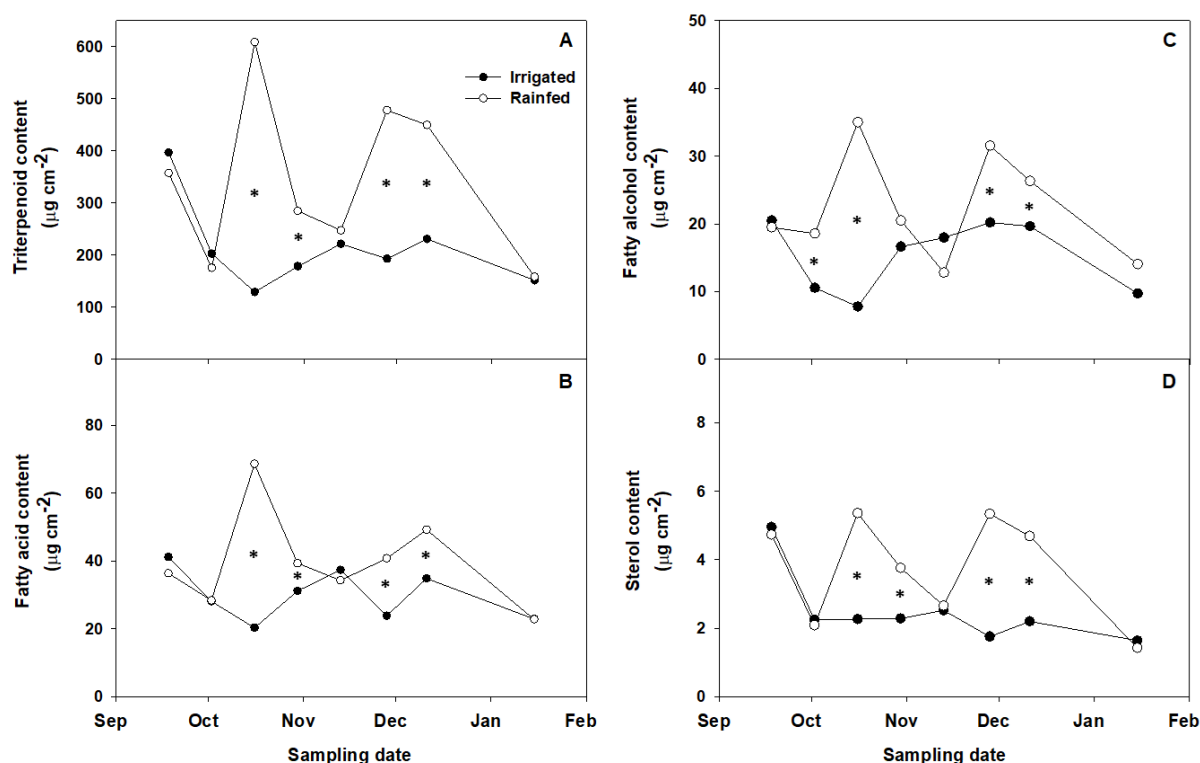 A
Irrigated
Rainfed
Triterpenoid content
(μg cm-2)
600
500
400
300
200
100
0
*
*
*
*
C
Fatty alcohol content
(μg cm-2)
50
40
30
20
10
0
*
*
*
*
B
Fatty acid content
(μg cm-2)
80
60
40
20
0
*
*
*
*
Sep Oct Nov Dec Jan Feb
Sampling date
D
Sterol content
(μg cm-2)
8
6
4
2
0
*
*
*
*
Sep Oct Nov Dec Jan Feb
Sampling date